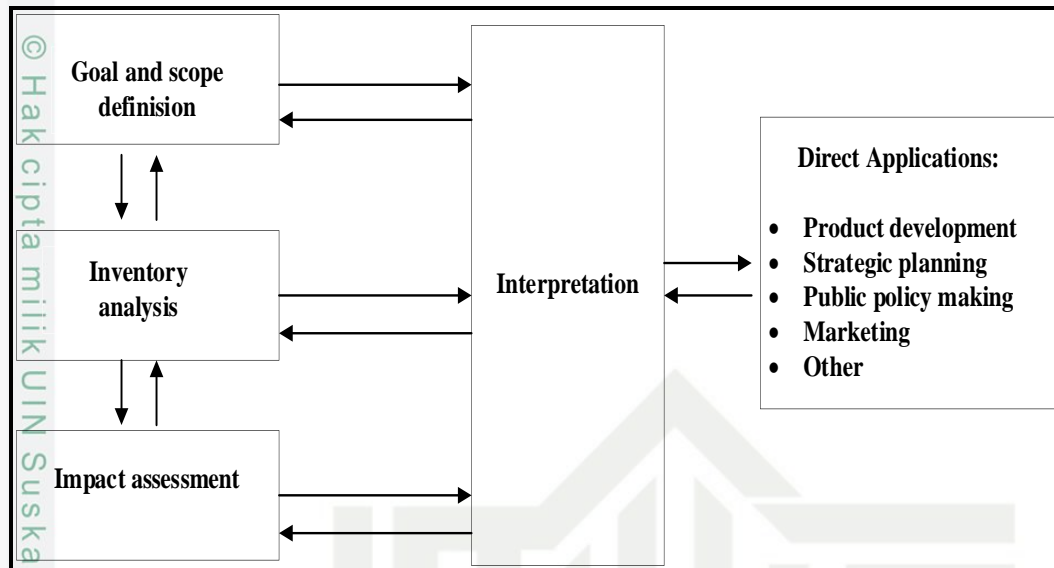 © Hak cipta milik UIN Suska
Goal and scope
definision
Inventory
analysis
Impact assessment
Interpretation
Direct Applications:
• Product development
• Strategic planning
• Public policy making
• Marketing
• Other